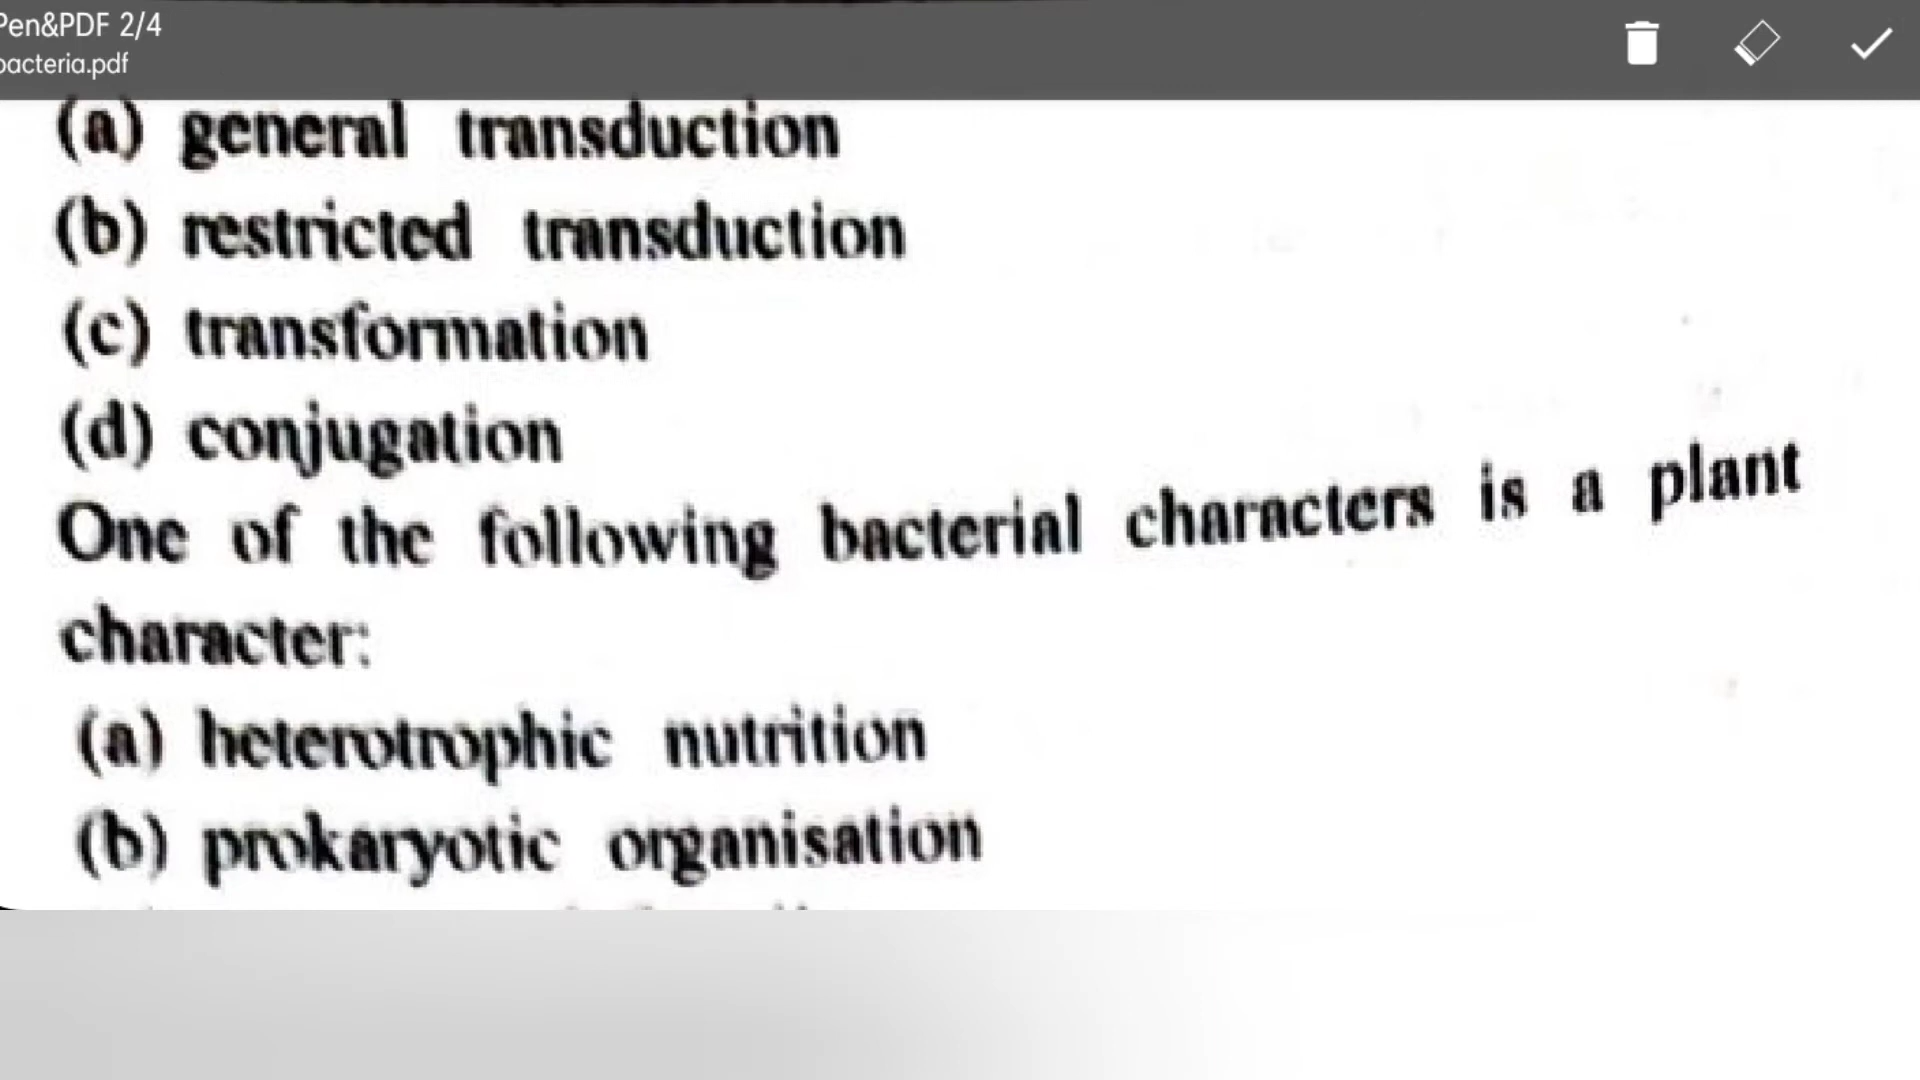 Pen&PDF 2/4
bacteria.pdf
(a) general transduction
(b) restricted transduction
(c) transformation
(d) conjugation
One of the following bacterial characters is a plant
character:
(a) heterotrophic nutrition
(b) prokaryotic organisation